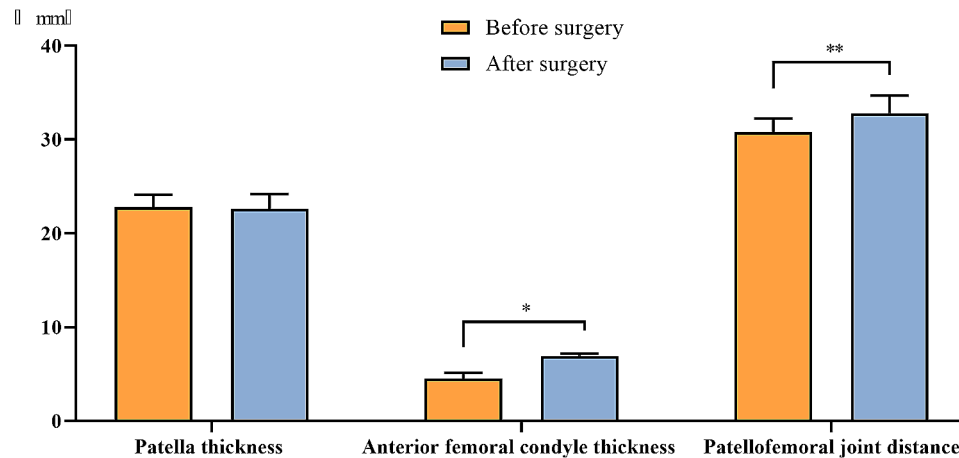 mm
Before surgery
After surgery
40
30
20
10
0
*
**
Patella thickness
Anterior femoral condyle thickness
Patellofemoral joint distance